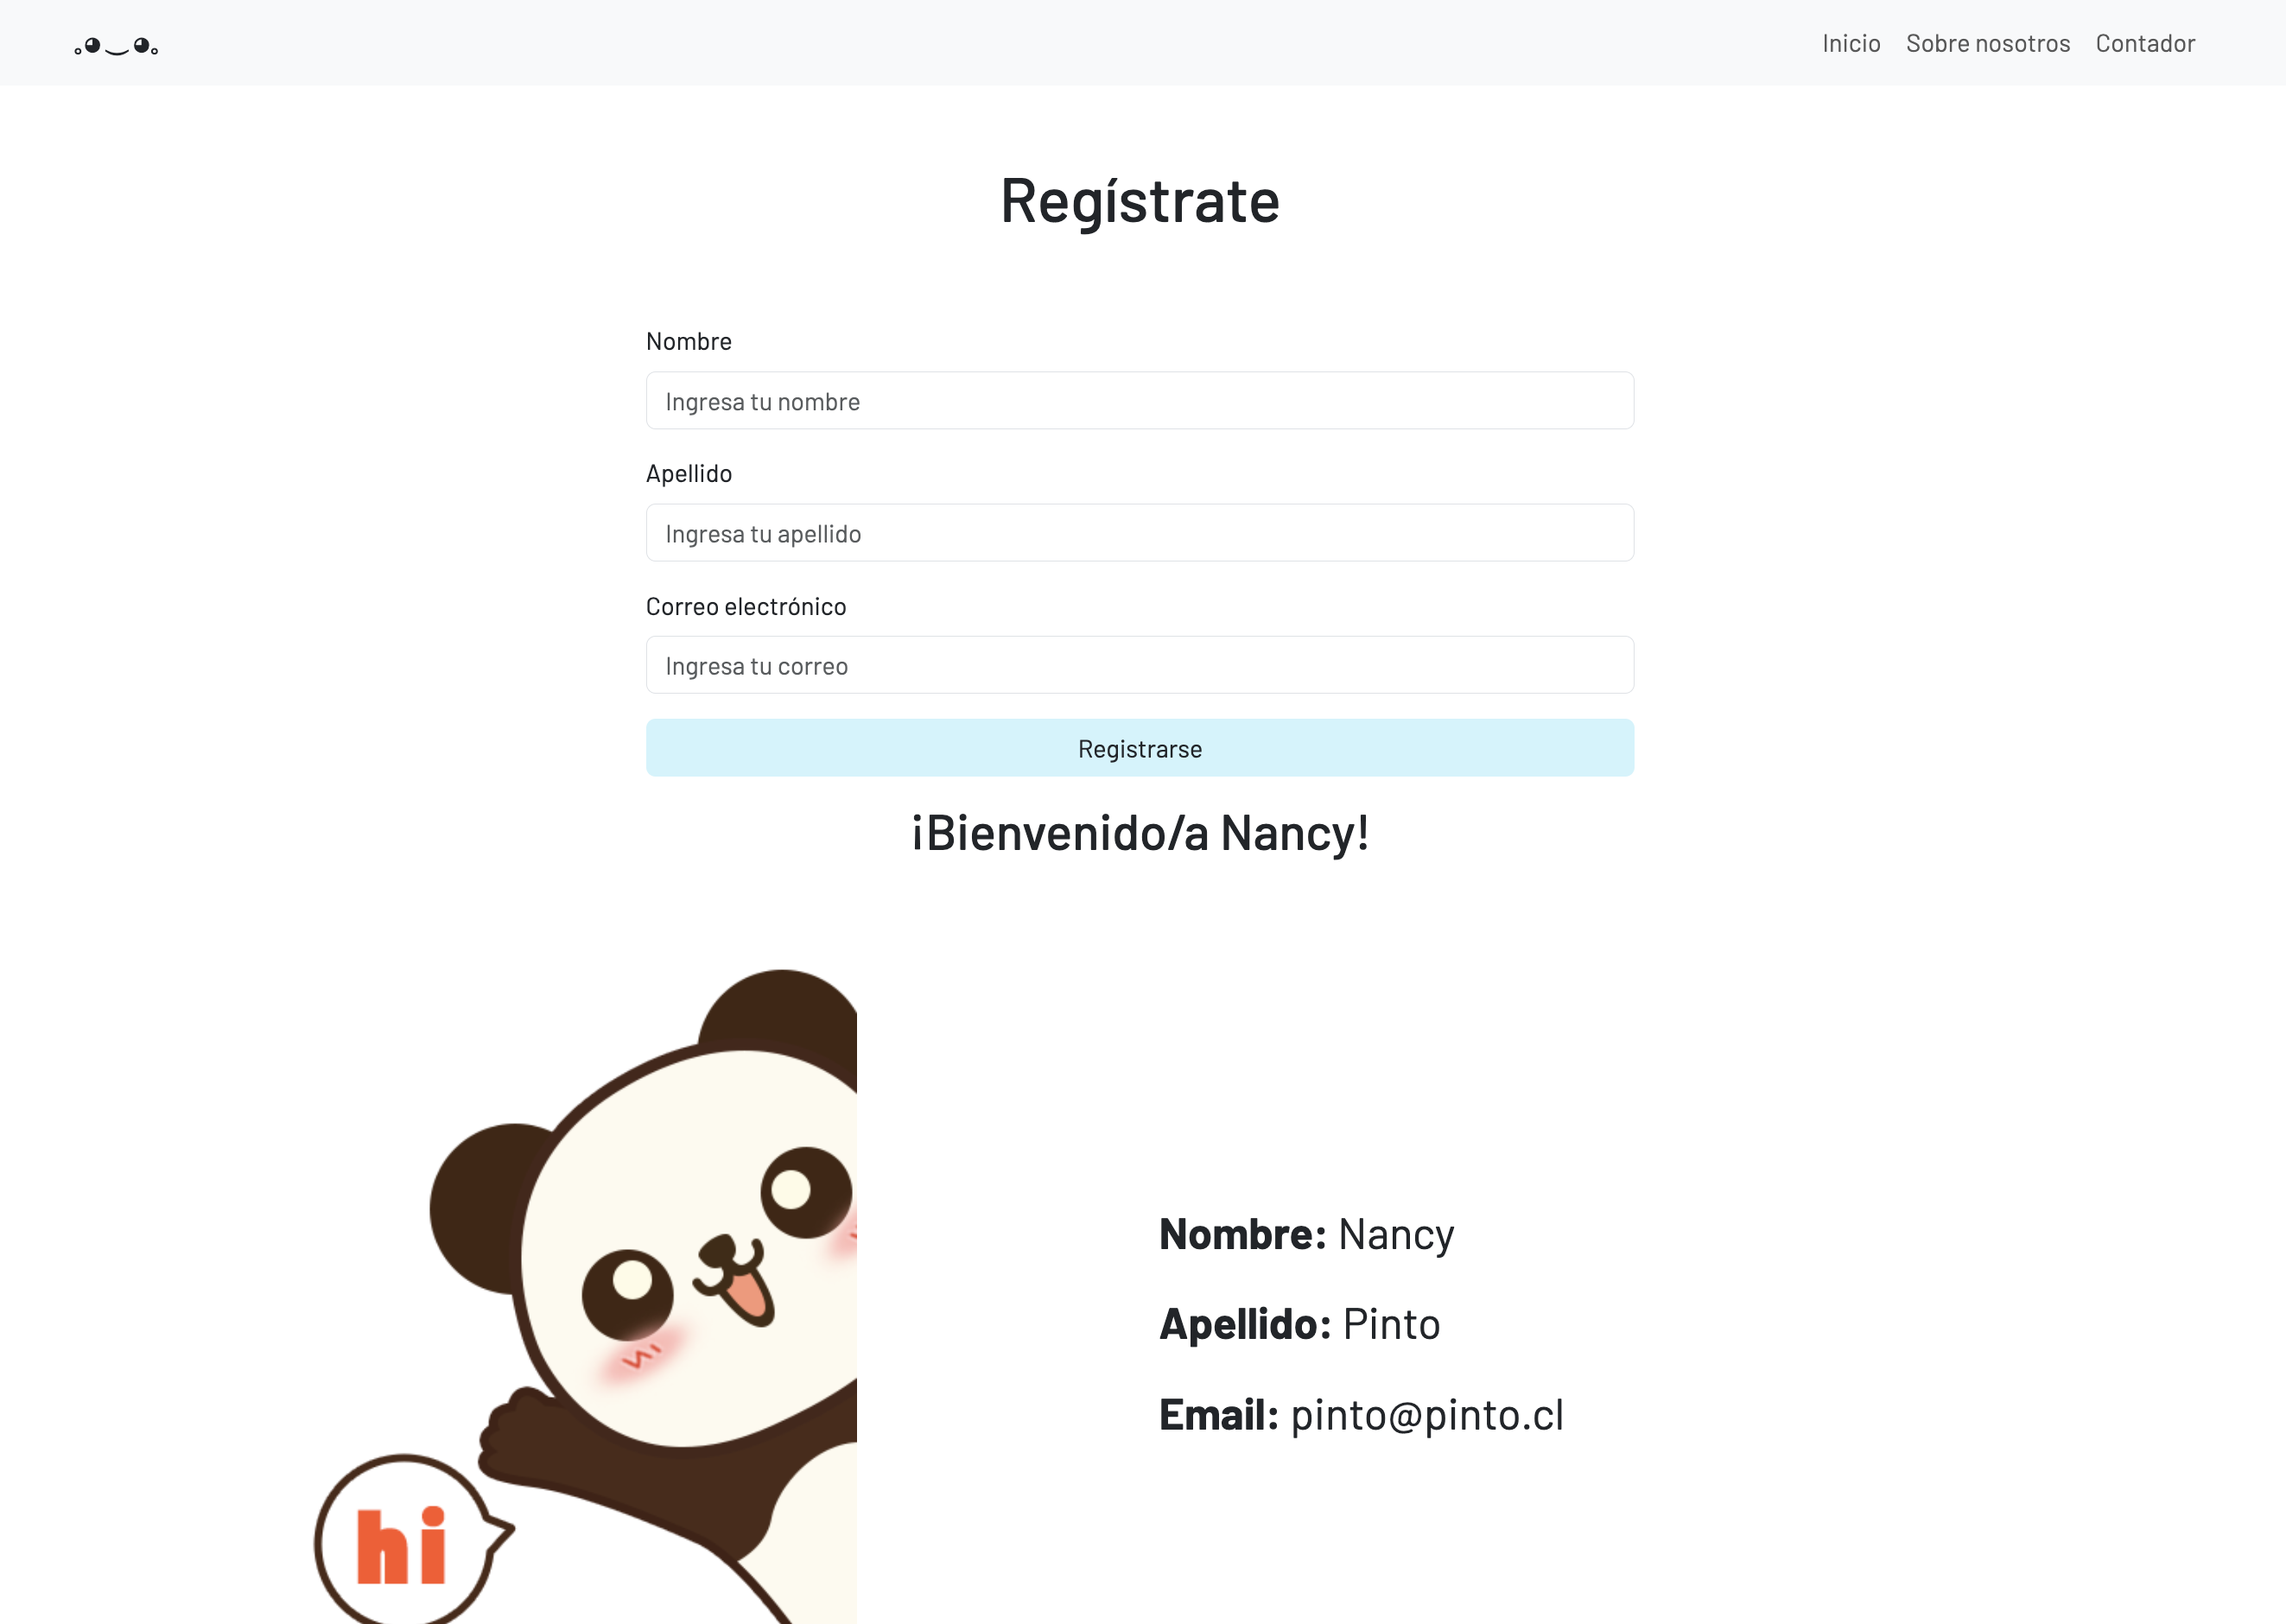 Inicio Sobre nosotros Contador
Regístrate
Nombre
Ingresa tu nombre
Apellido
Ingresa tu apellido
Correo electrónico
Ingresa tu correo
Registrarse
¡Bienvenido/a Nancy!
Nombre: Nancy
Apellido: Pinto
Email: pinto@pinto.cl
hi